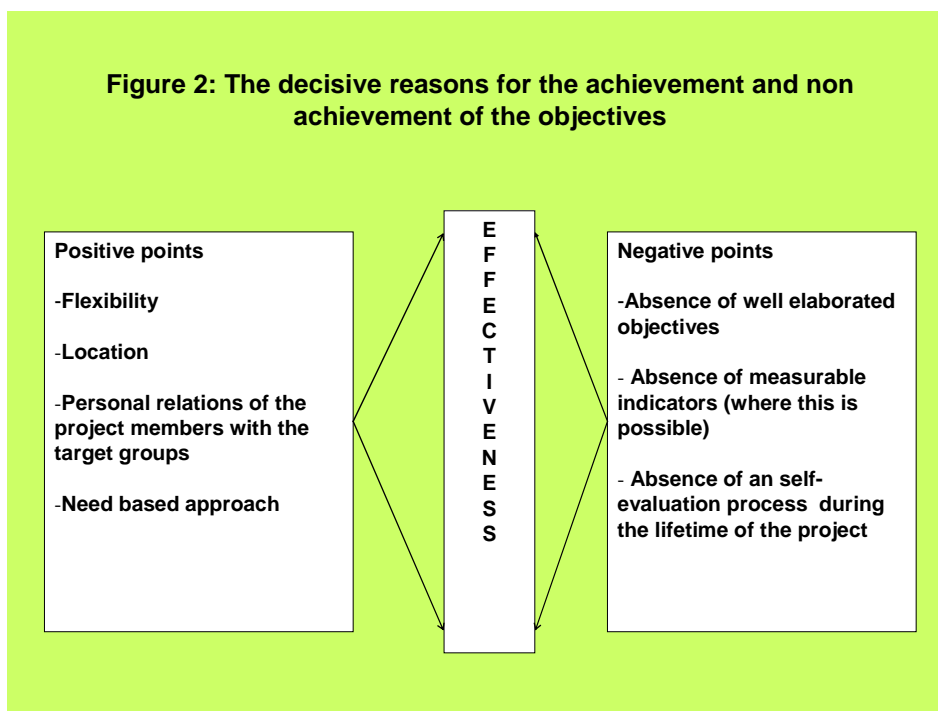 Figure 2: The decisive reasons for the achievement and non
achievement of the objectives
Positive points
-Flexibility
-Location
-Personal relations of the
project members with the
target groups
-Need based approach
E
F
F
E
C
T
I
V
E
N
E
S
S
Negative points
-Absence of well elaborated
objectives
- Absence of measurable
indicators (where this is
possible)
- Absence of an self-
evaluation process during
the lifetime of the project